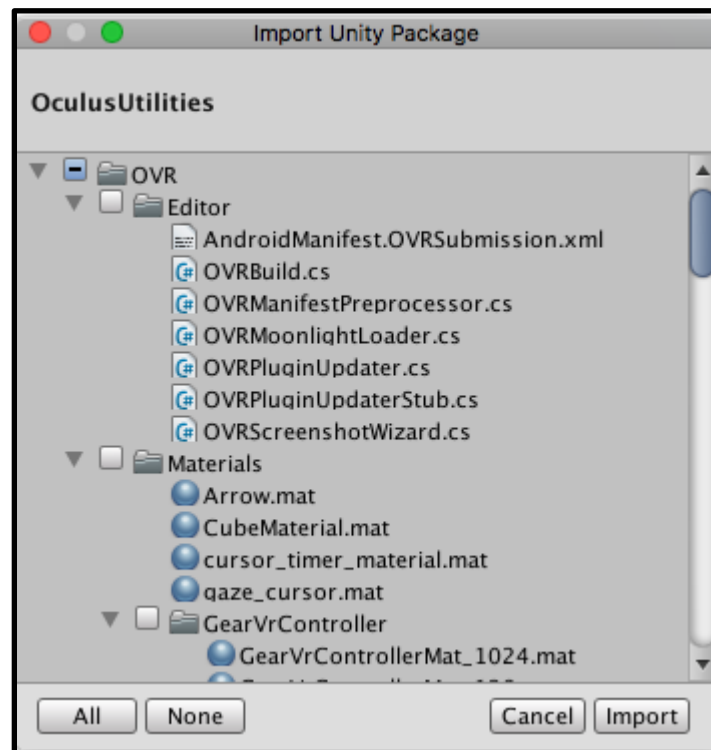 Import Unity Package
OculusUtilities
OVR
Editor
AndroidManifest.OVRSubmission.xml
OVRBuild.cs
OVRManifestPreprocessor.cs
OVRMoonlightLoader.cs
OVRPluginUpdater.cs
OVRPluginUpdaterStub.cs
OVRScreenshotWizard.cs
Materials
Arrow.mat
CubeMaterial.mat
cursor_timer_material.mat
gaze_cursor.mat
GearVrController
GearVrControllerMat_1024.mat
All None Cancel Import